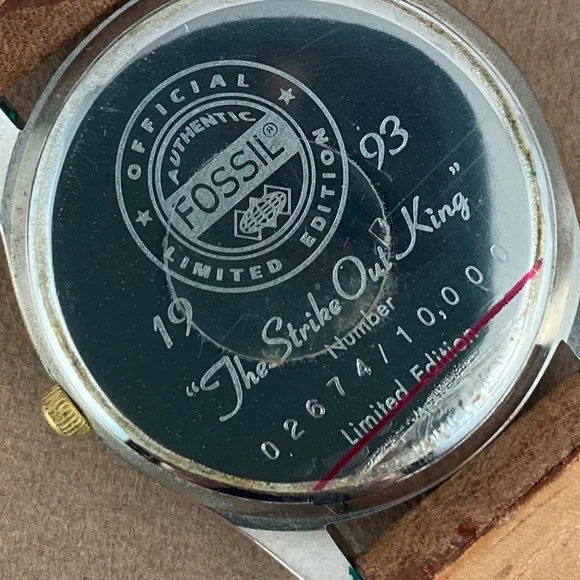 OFFICIAL
AUTHENTIC
FOSSIL®
LIMITED EDITION
19 93
"The Strike Out King"
Number
02674/10,000
Limited Edition